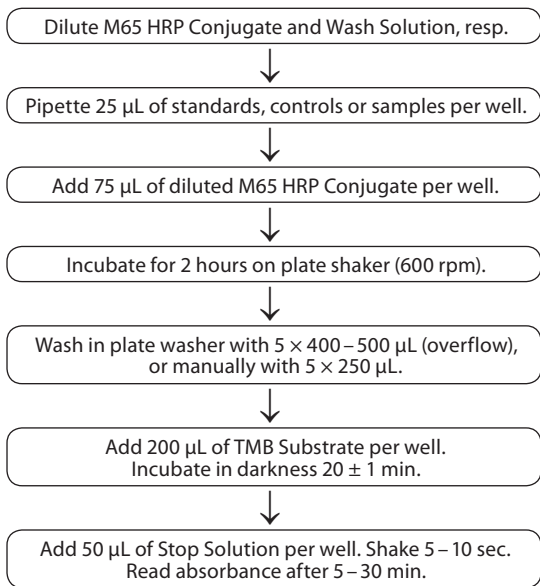 Dilute M65 HRP Conjugate and Wash Solution, resp.
Pipette 25 μL of standards, controls or samples per well.
Add 75 μL of diluted M65 HRP Conjugate per well.
Incubate for 2 hours on plate shaker (600 rpm).
Wash in plate washer with 5 × 400 – 500 μL (overflow),
or manually with 5 × 250 μL.
Add 200 μL of TMB Substrate per well.
Incubate in darkness 20 ± 1 min.
Add 50 μL of Stop Solution per well. Shake 5 – 10 sec.
Read absorbance after 5 – 30 min.